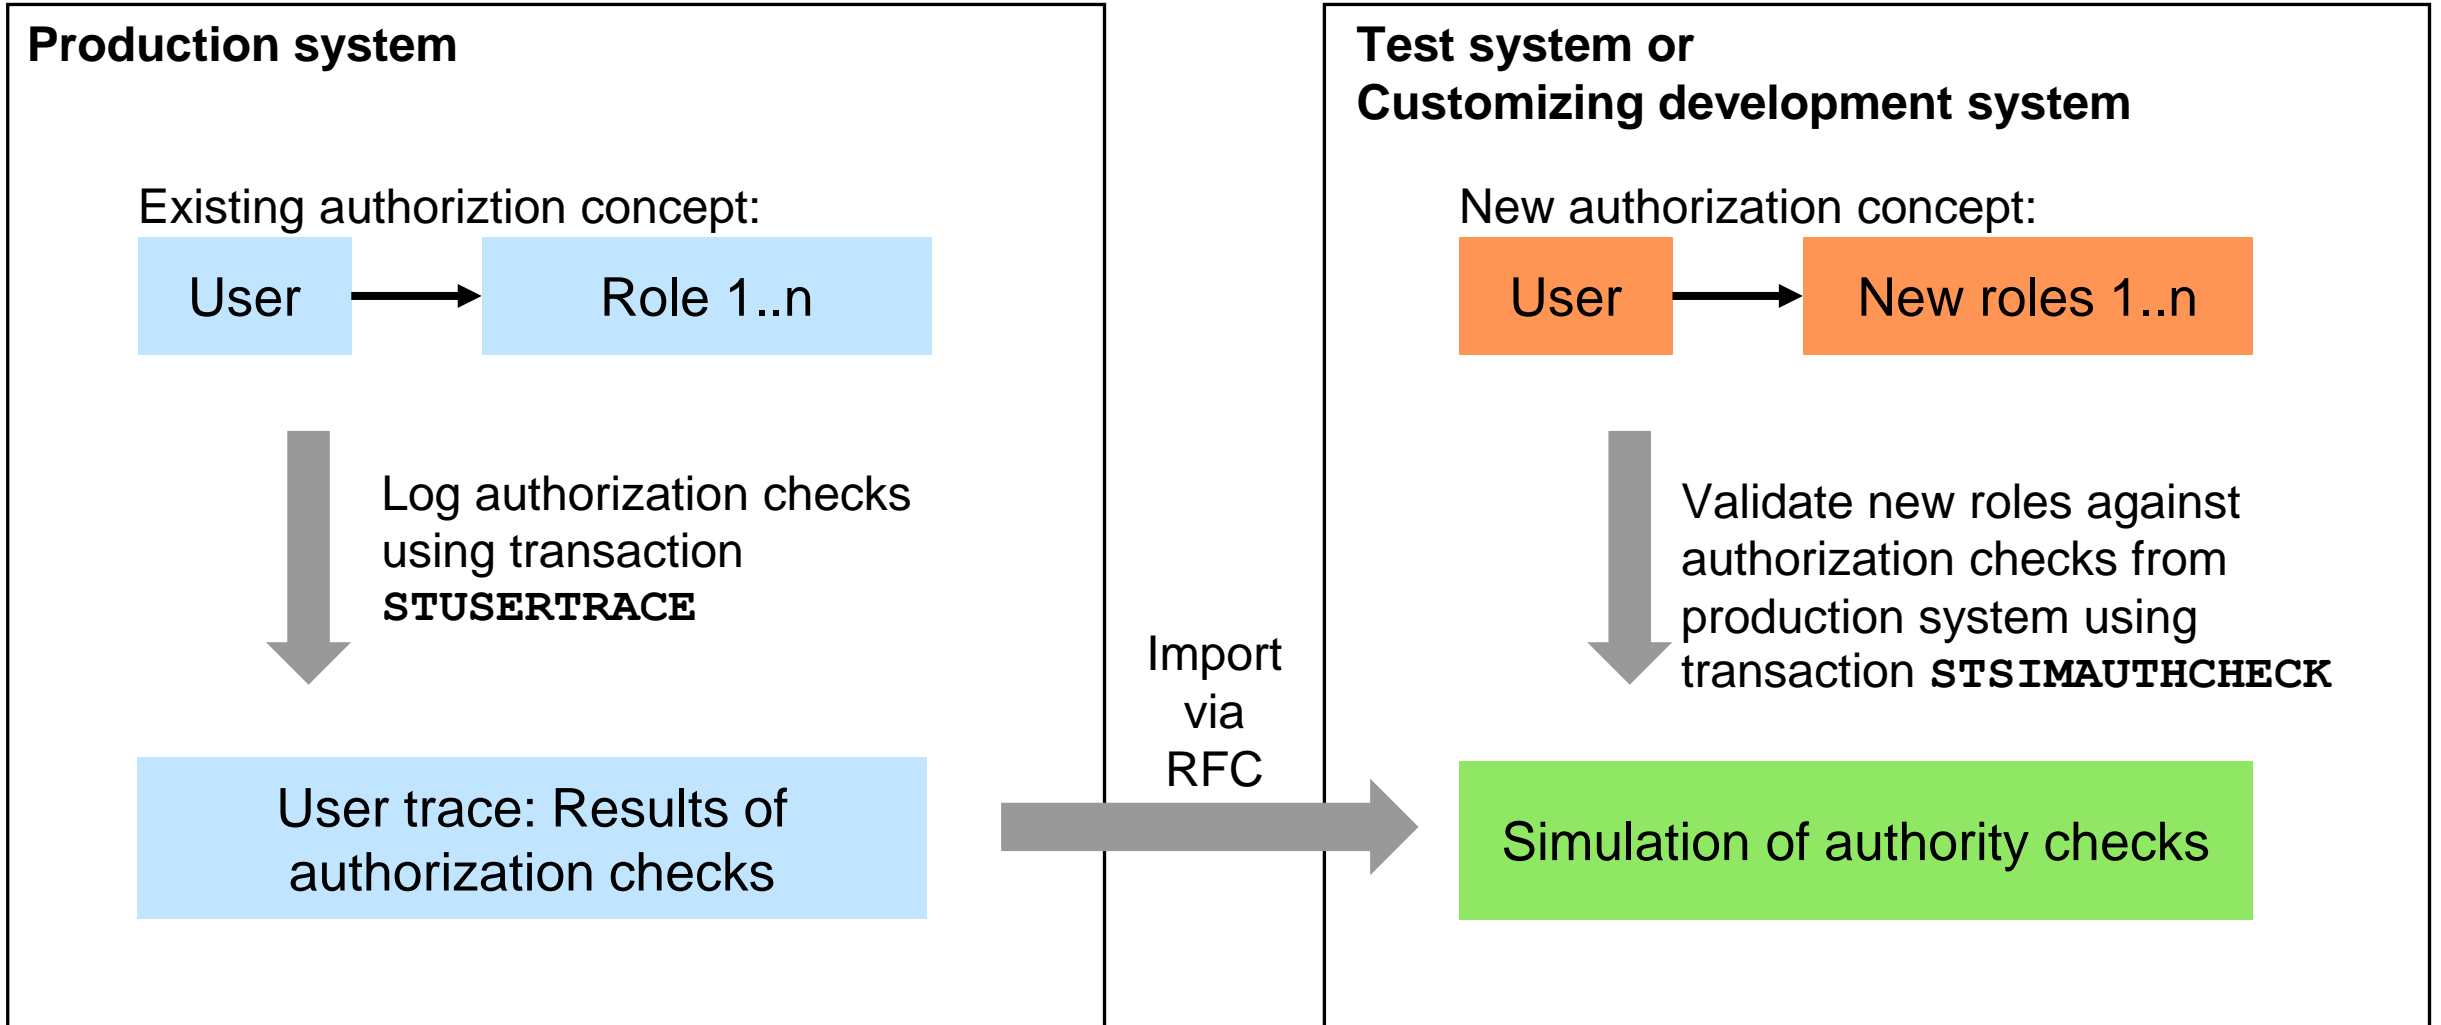 Production system
Existing authoriztion concept:
User
Role 1..n
Log authorization checks
using transaction
STUSERTRACE
User trace: Results of
authorization checks
Import
via
RFC
Test system or
Customizing development system
New authorization concept:
User
New roles 1..n
Validate new roles against
authorization checks from
production system using
transaction STSIMAUTHCHECK
Simulation of authority checks